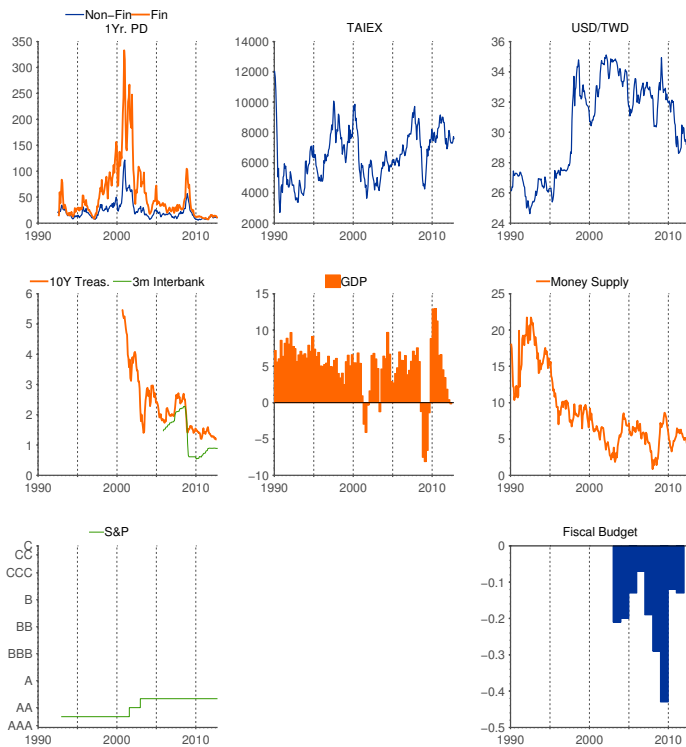 Non-Fin Fin
1Yr. PD
350
300
250
200
150
100
50
0
1990 2000 2010
TAIEX
14000
12000
10000
8000
6000
4000
2000
1990 2000 2010
USD/TWD
36
34
32
30
28
26
24
1990 2000 2010
10Y Treas. 3m Interbank
6
5
4
3
2
1
0
1990 2000 2010
GDP
15
10
5
0
−5
−10
1990 2000 2010
Money Supply
25
20
15
10
5
0
1990 2000 2010
S&P
C
CC
CCC
B
BB
BBB
A
AA
AAA
1990 2000 2010
Fiscal Budget
0
−0.1
−0.2
−0.3
−0.4
−0.5
1990 2000 2010